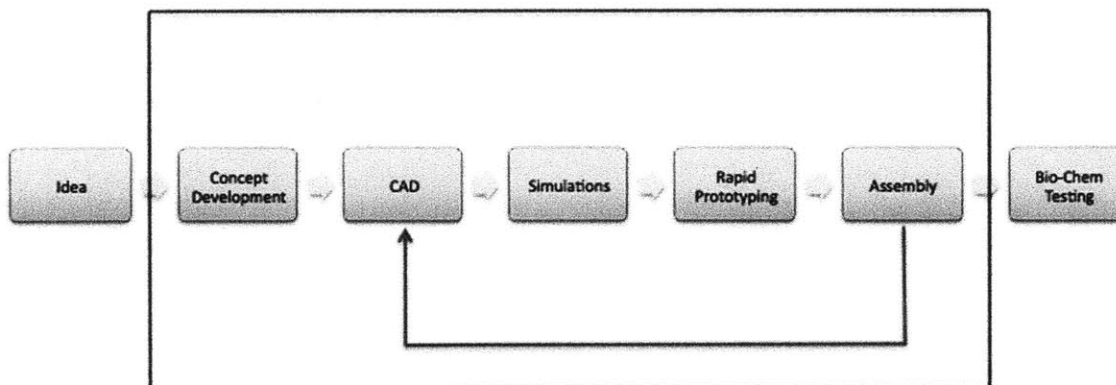 Idea
Concept
Development
CAD
Simulations
Rapid
Prototyping
Assembly
Bio-Chem
Testing